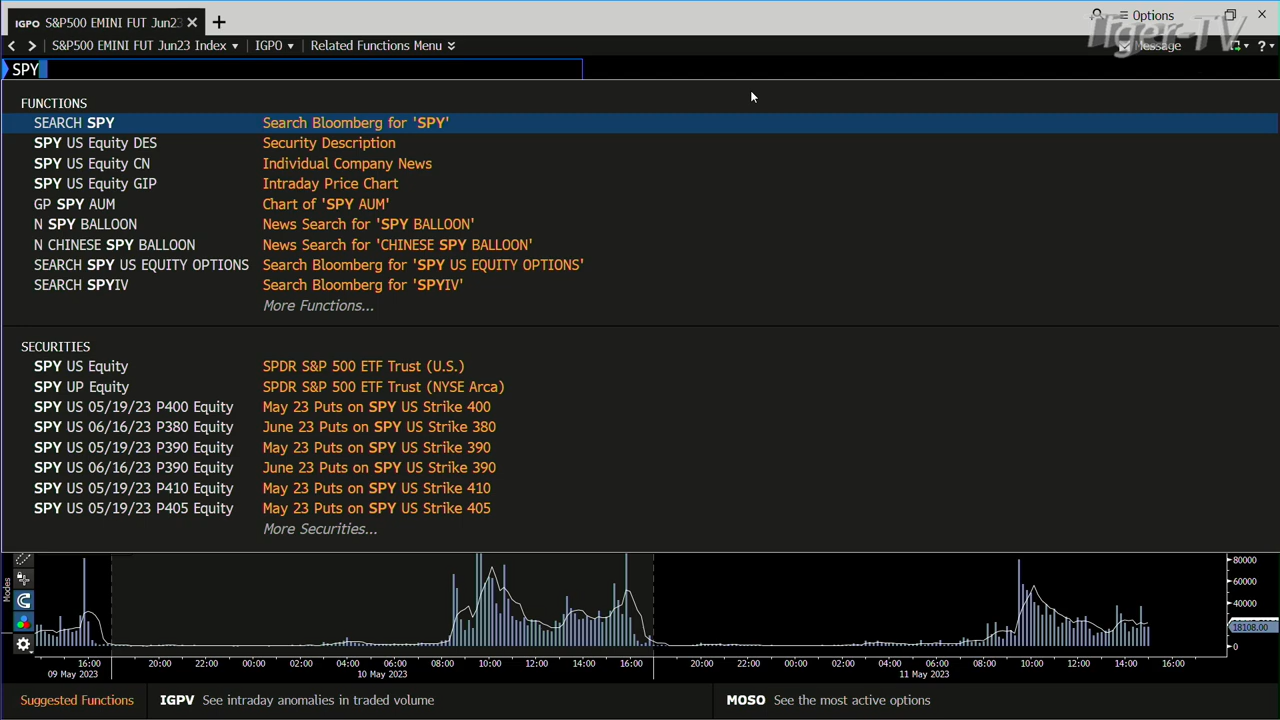 IGPO S&P500 EMINI FUT Jun23 × +
Options
Tiger-TV
S&P500 EMINI FUT Jun23 Index IGPO Related Functions Menu Message ?
SPY
FUNCTIONS
SEARCH SPY Search Bloomberg for 'SPY'
SPY US Equity DES Security Description
SPY US Equity CN Individual Company News
SPY US Equity GIP Intraday Price Chart
GP SPY AUM Chart of 'SPY AUM'
N SPY BALLOON News Search for 'SPY BALLOON'
N CHINESE SPY BALLOON News Search for 'CHINESE SPY BALLOON'
SEARCH SPY US EQUITY OPTIONS Search Bloomberg for 'SPY US EQUITY OPTIONS'
SEARCH SPYIV Search Bloomberg for 'SPYIV'
More Functions...
SECURITIES
SPY US Equity SPDR S&P 500 ETF Trust (U.S.)
SPY UP Equity SPDR S&P 500 ETF Trust (NYSE Arca)
SPY US 05/19/23 P400 Equity May 23 Puts on SPY US Strike 400
SPY US 06/16/23 P380 Equity June 23 Puts on SPY US Strike 380
SPY US 05/19/23 P390 Equity May 23 Puts on SPY US Strike 390
SPY US 06/16/23 P390 Equity June 23 Puts on SPY US Strike 390
SPY US 05/19/23 P410 Equity May 23 Puts on SPY US Strike 410
SPY US 05/19/23 P405 Equity May 23 Puts on SPY US Strike 405
More Securities...
Modes
80000
60000
40000
18108.00
0
16:00 20:00 22:00 00:00 02:00 04:00 06:00 08:00 10:00 12:00 14:00 16:00 20:00 22:00 00:00 02:00 04:00 06:00 08:00 10:00 12:00 14:00 16:00
09 May 2023 10 May 2023 11 May 2023
Suggested Functions IGPV See intraday anomalies in traded volume MOSO See the most active options